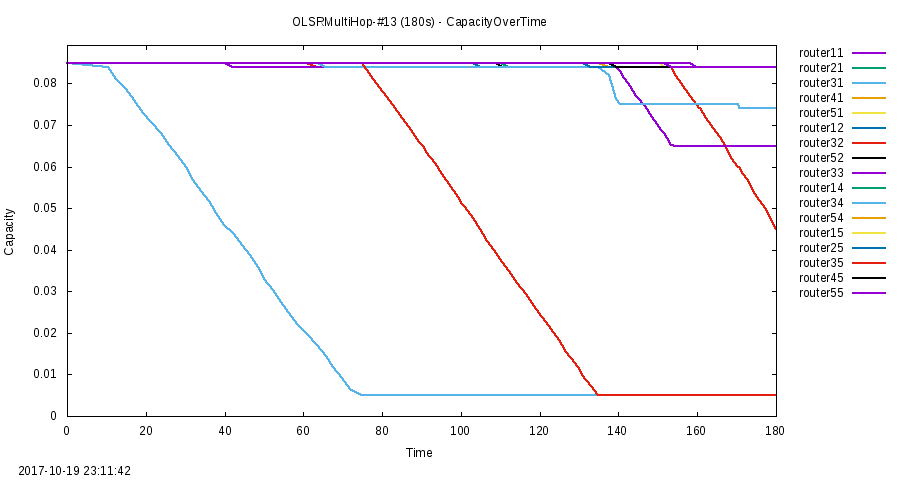 OLSRMultiHop-#13 (180s) - CapacityOverTime
router11
router21
router31
router41
router51
router12
router32
router52
router33
router14
router34
router54
router15
router25
router35
router45
router55
Capacity
0.08
0.07
0.06
0.05
0.04
0.03
0.02
0.01
0
0 20 40 60 80 100 120 140 160 180
Time
2017-10-19 23:11:42